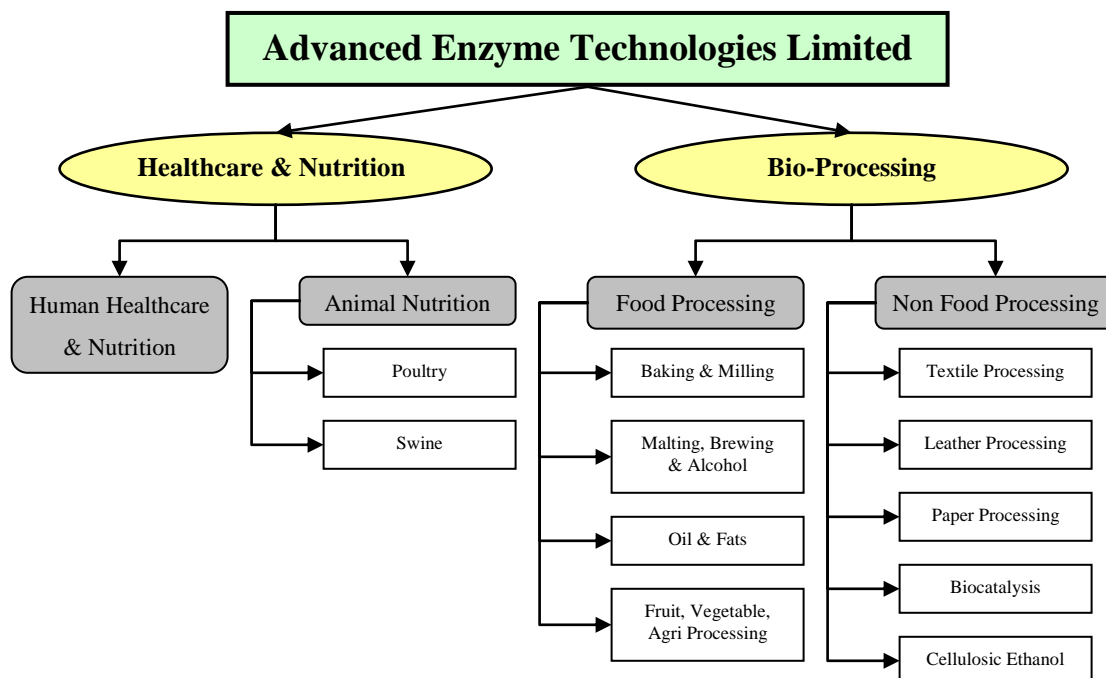 Advanced Enzyme Technologies Limited
Healthcare & Nutrition
Bio-Processing
Human Healthcare
& Nutrition
Animal Nutrition
Poultry
Swine
Food Processing
Baking & Milling
Malting, Brewing
& Alcohol
Oil & Fats
Fruit, Vegetable,
Agri Processing
Non Food Processing
Textile Processing
Leather Processing
Paper Processing
Biocatalysis
Cellulosic Ethanol